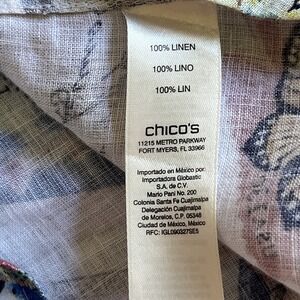 100% LINEN
100% LINO
100% LIN
chico's
11215 METRO PARKWAY
FORT MYERS, FL 33966
Importado en México por:
Importadora Globastic
S.A. de C.V.
Mario Pani No. 200
Colonia Santa Fe Cuajimalpa
Delegación Cuajimalpa
de Morelos, C.P. 05348
Ciudad de México, México
RFC: IGL090327SE5